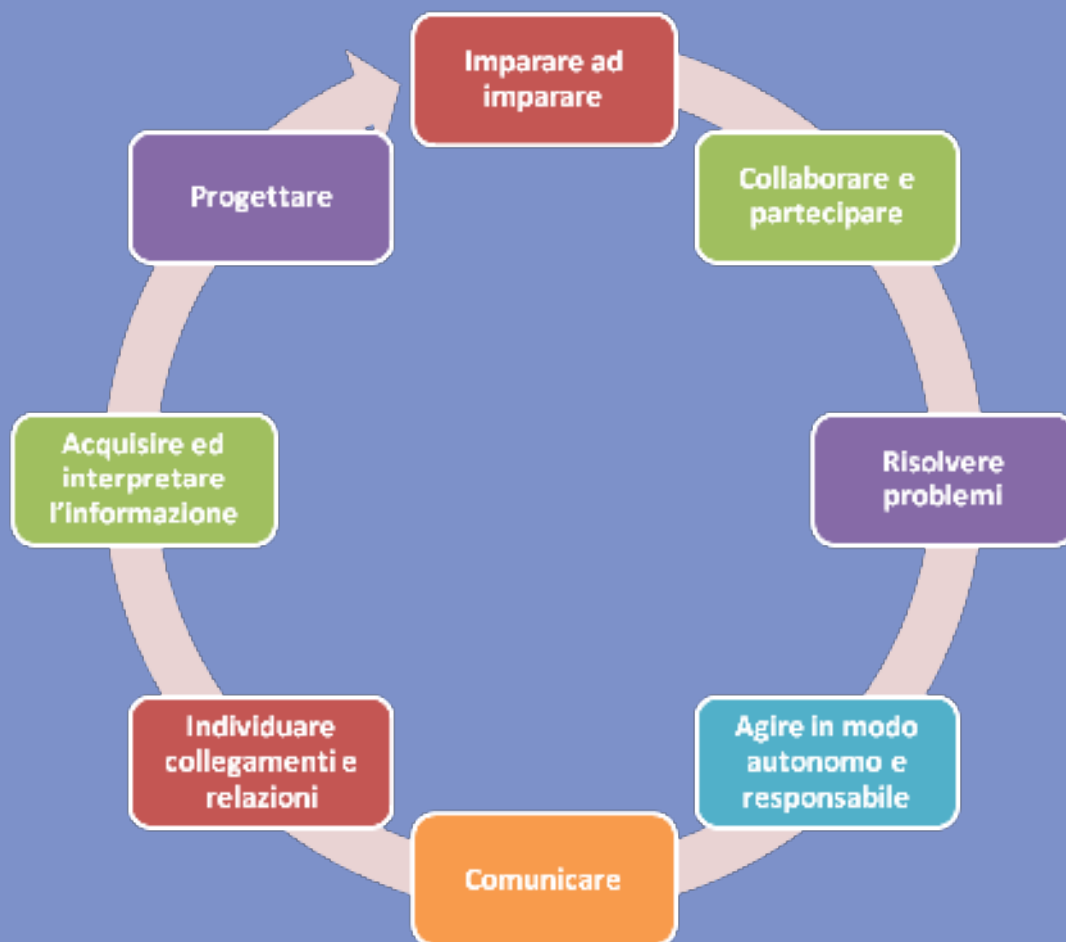 Imparare ad
imparare
Collaborare e
partecipare
Risolvere
problemi
Agire in modo
autonomo e
responsabile
Comunicare
Individuare
collegamenti e
relazioni
Acquisire ed
interpretare
l'informazione
Progettare